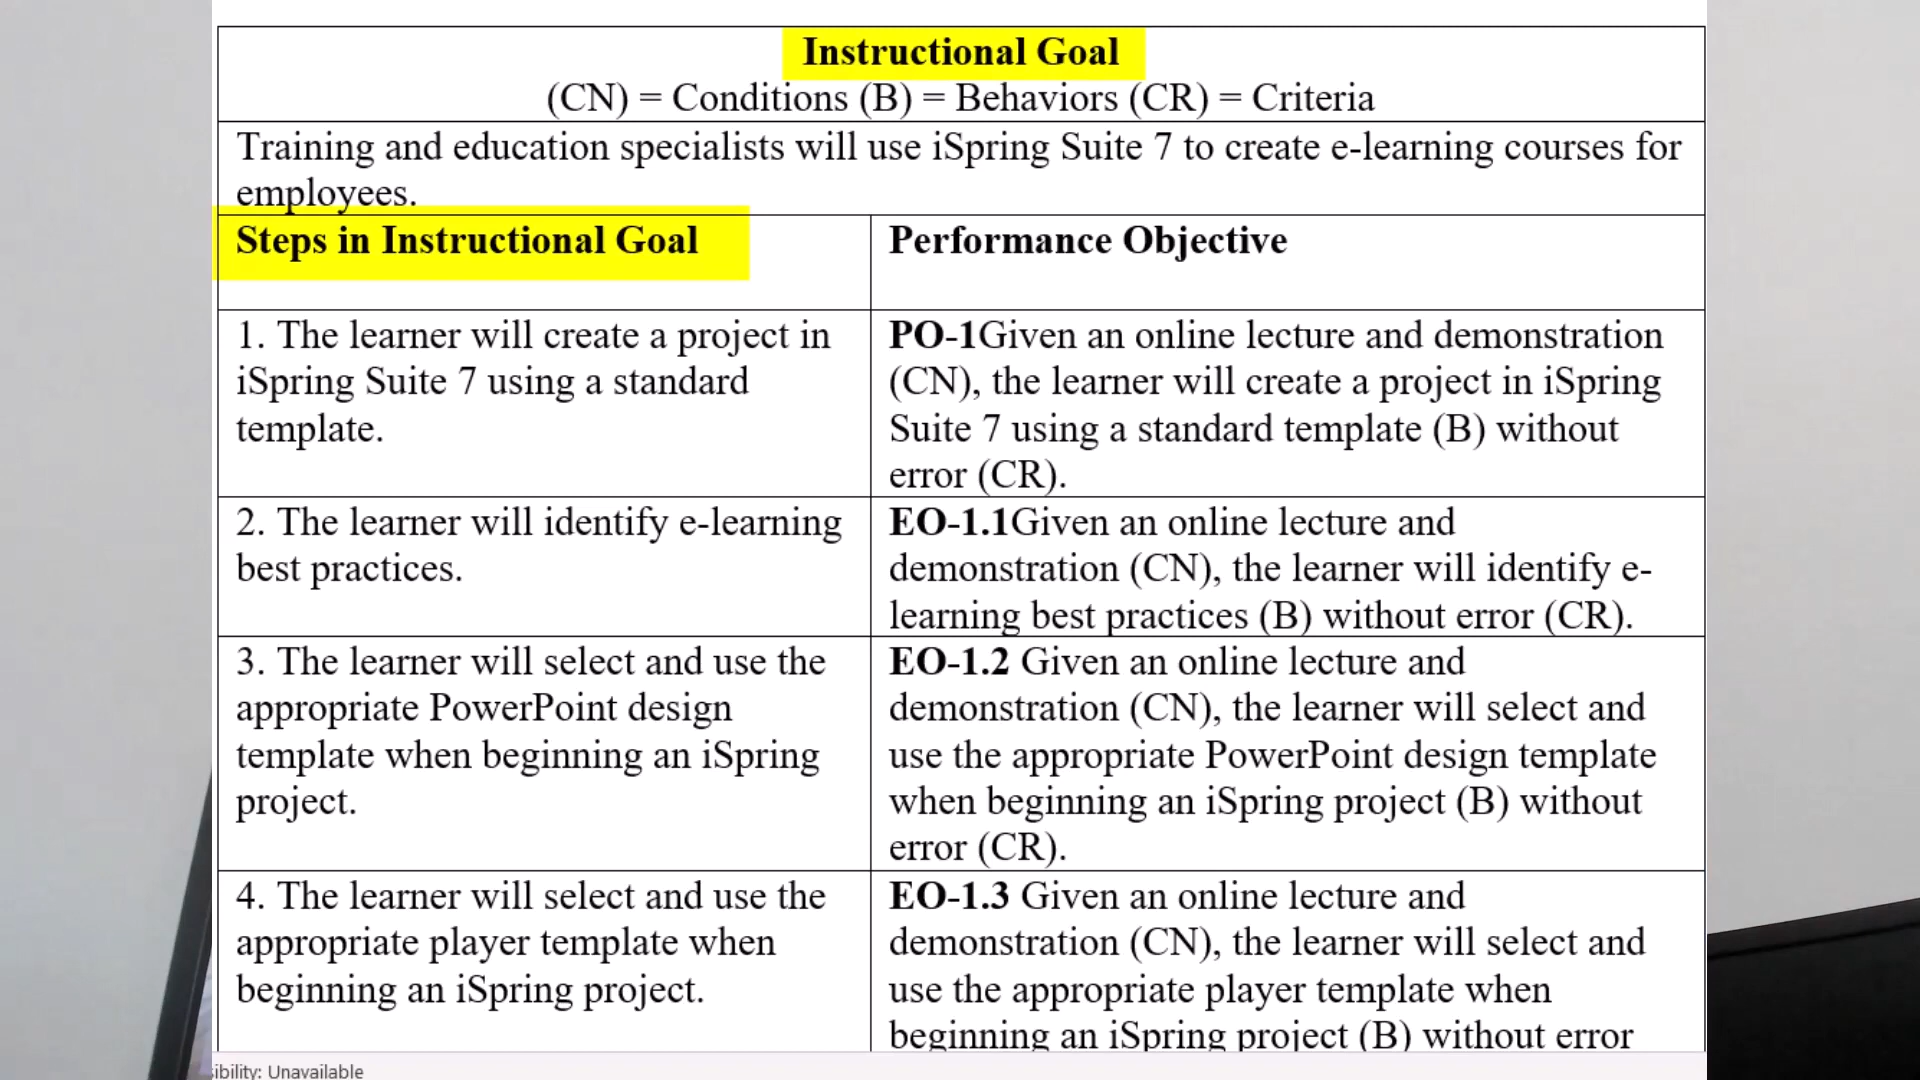 Instructional Goal
(CN) = Conditions (B) = Behaviors (CR) = Criteria
Training and education specialists will use iSpring Suite 7 to create e-learning courses for
employees.
Steps in Instructional Goal
Performance Objective
1. The learner will create a project in
iSpring Suite 7 using a standard
template.
PO-1Given an online lecture and demonstration
(CN), the learner will create a project in iSpring
Suite 7 using a standard template (B) without
error (CR).
2. The learner will identify e-learning
best practices.
EO-1.1Given an online lecture and
demonstration (CN), the learner will identify e-
learning best practices (B) without error (CR).
3. The learner will select and use the
appropriate PowerPoint design
template when beginning an iSpring
project.
EO-1.2 Given an online lecture and
demonstration (CN), the learner will select and
use the appropriate PowerPoint design template
when beginning an iSpring project (B) without
error (CR).
4. The learner will select and use the
appropriate player template when
beginning an iSpring project.
EO-1.3 Given an online lecture and
demonstration (CN), the learner will select and
use the appropriate player template when
beginning an iSpring project (B) without error
ibility: Unavailable